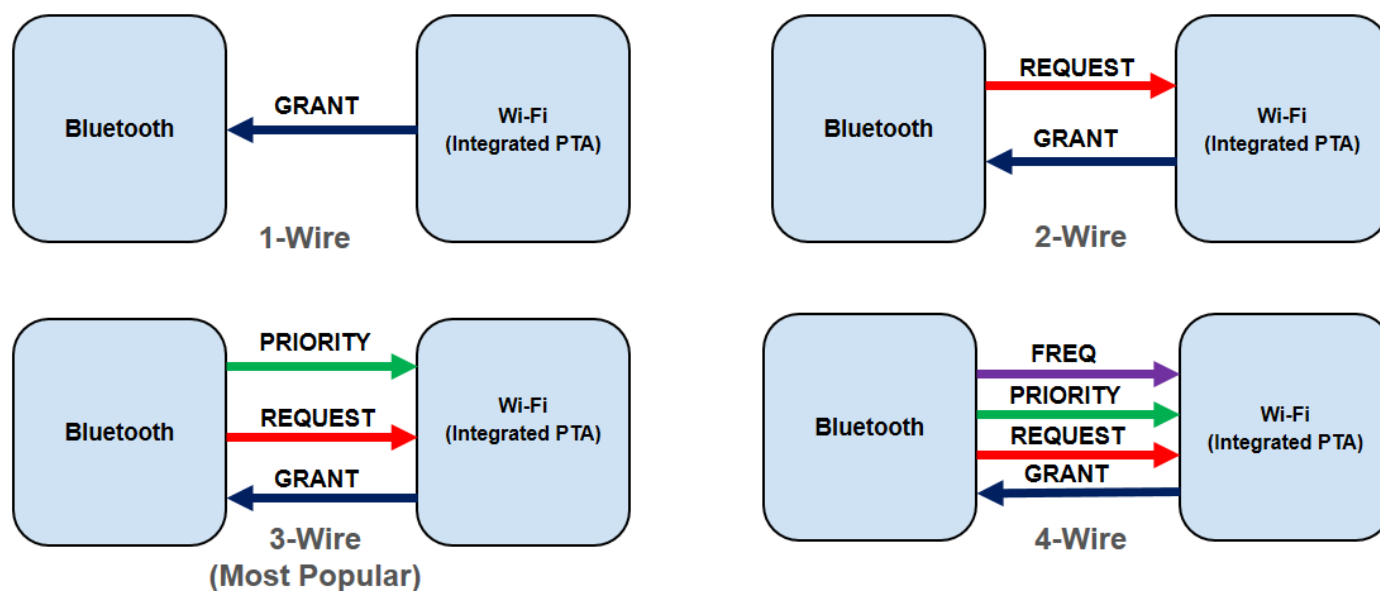 Bluetooth
GRANT
Wi-Fi
(Integrated PTA)
1-Wire
Bluetooth
REQUEST
GRANT
Wi-Fi
(Integrated PTA)
2-Wire
Bluetooth
PRIORITY
REQUEST
GRANT
Wi-Fi
(Integrated PTA)
3-Wire
(Most Popular)
Bluetooth
FREQ
PRIORITY
REQUEST
GRANT
Wi-Fi
(Integrated PTA)
4-Wire